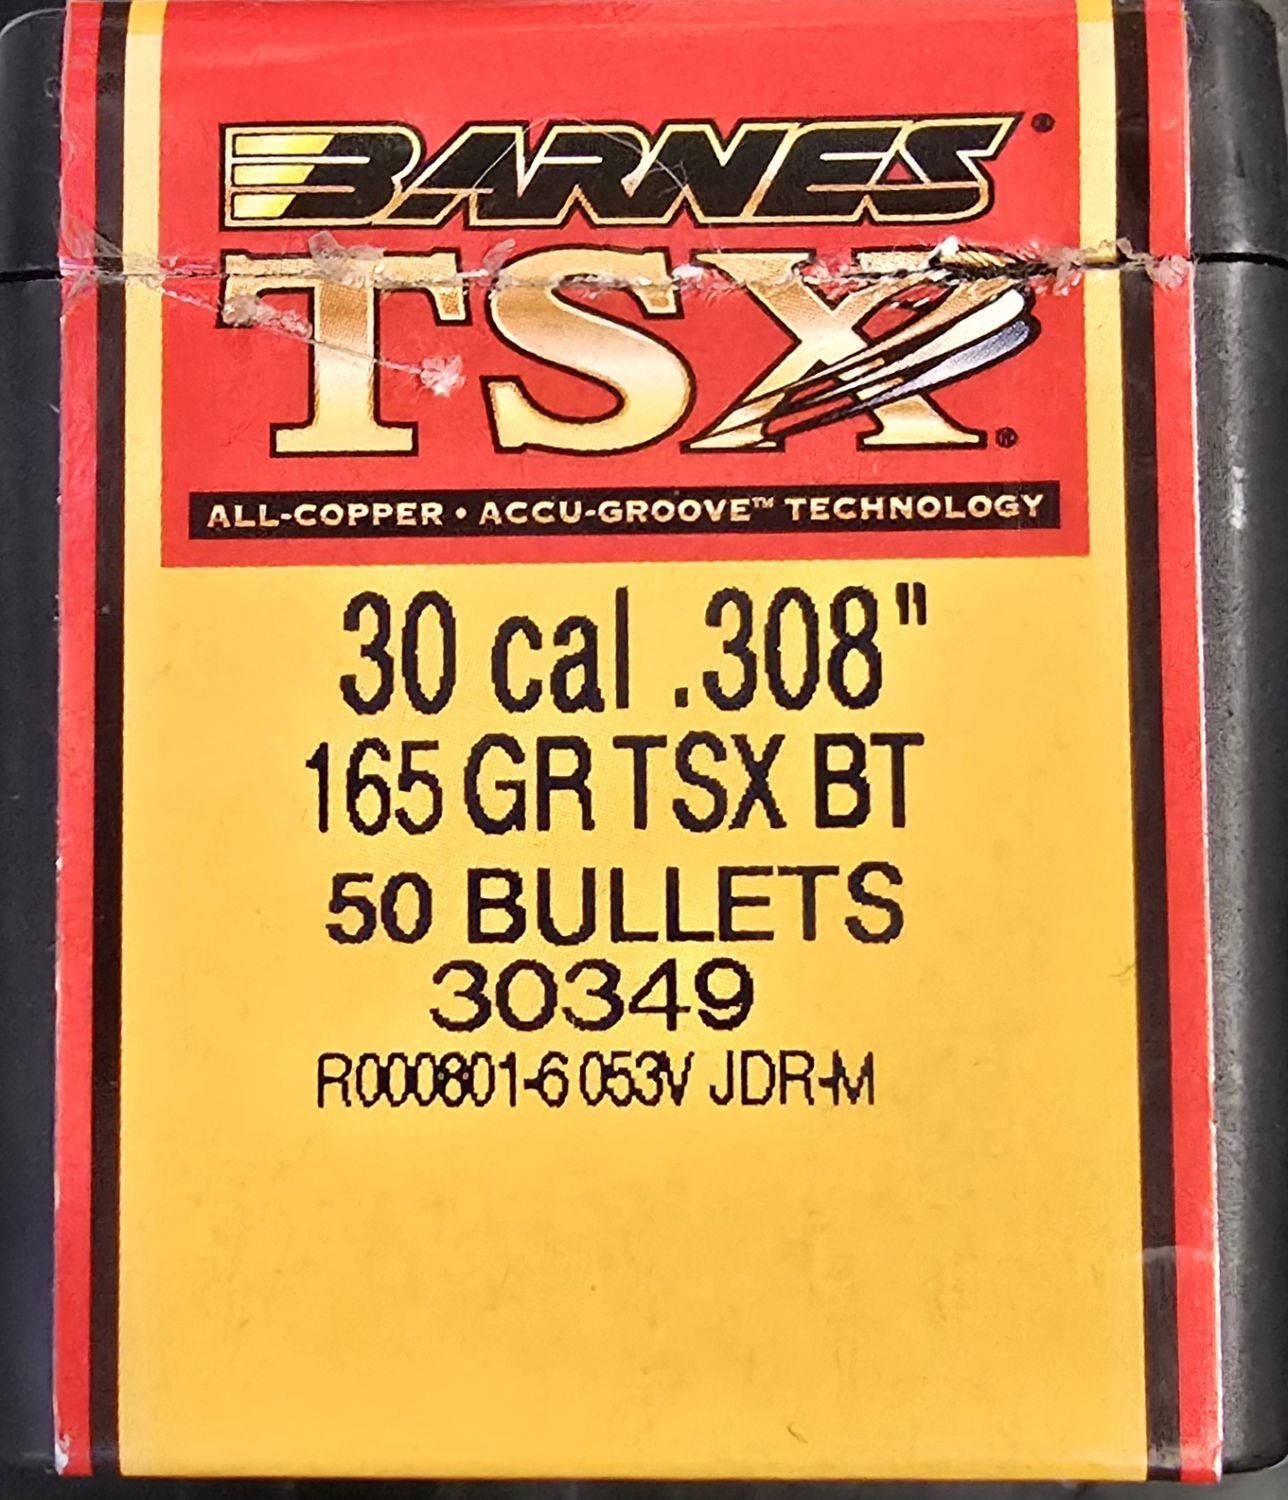 BARNES®
TSX®
ALL-COPPER • ACCU-GROOVE™ TECHNOLOGY
30 cal .308"
165 GR TSX BT
50 BULLETS
30349
R000801-6 053V JDR-M